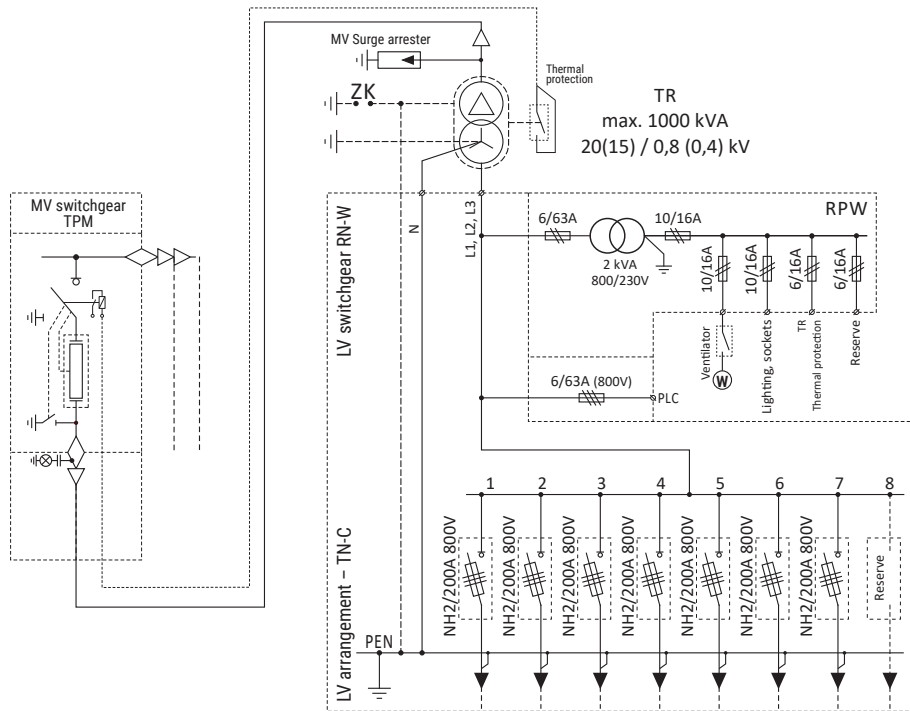 MV Surge arrester
ZK
Thermal
protection
TR
max. 1000 kVA
20(15) / 0,8 (0,4) kV
MV switchgear
TPM
LV switchgear RN-W
N
L1, L2, L3
6/63A
2 kVA
800/230V
10/16A
RPW
10/16A
10/16A
6/16A
6/16A
Ventilator
W
Lighting, sockets
TR
Thermal protection
Reserve
6/63A (800V)
PLC
LV arrangement – TN-C
PEN
1
2
3
4
5
6
7
8
NH2/200A 800V
NH2/200A 800V
NH2/200A 800V
NH2/200A 800V
NH2/200A 800V
NH2/200A 800V
NH2/200A 800V
Reserve